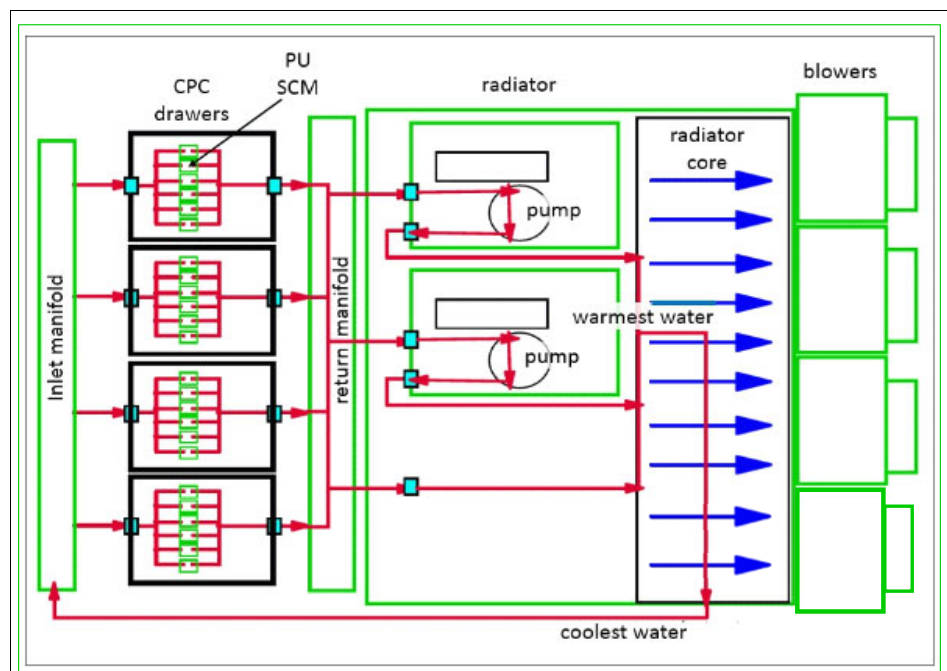 PU
SCM
CPC
drawers
radiator
blowers
radiator
core
pump
Inlet manifold
return manifold
warmest water
pump
coolest water